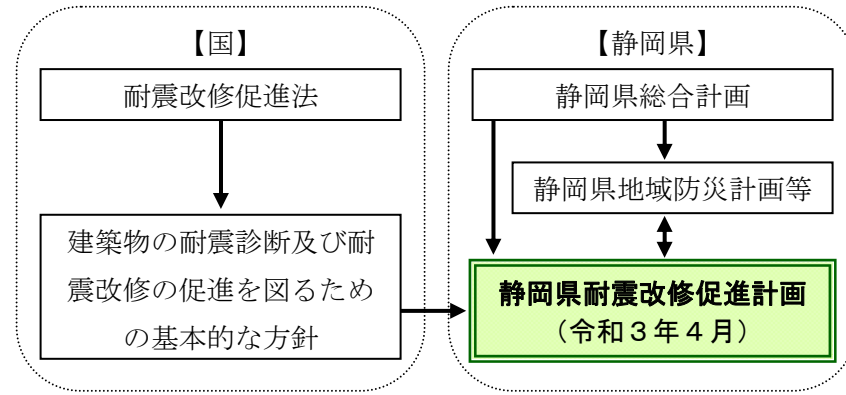 【国】
耐震改修促進法
建築物の耐震診断及び耐
震改修の促進を図るため
の基本的な方針
【静岡県】
静岡県総合計画
静岡県地域防災計画等
静岡県耐震改修促進計画
（令和３年４月）